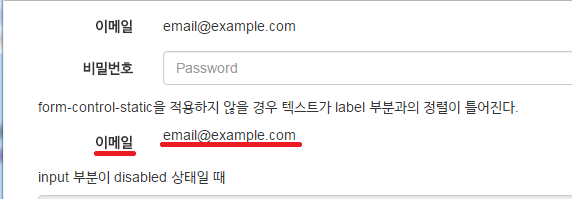 이메일 email@example.com
비밀번호 Password
form-control-static을 적용하지 않을 경우 텍스트가 label 부분과의 정렬이 틀어진다.
이메일 email@example.com
input 부분이 disabled 상태일 때